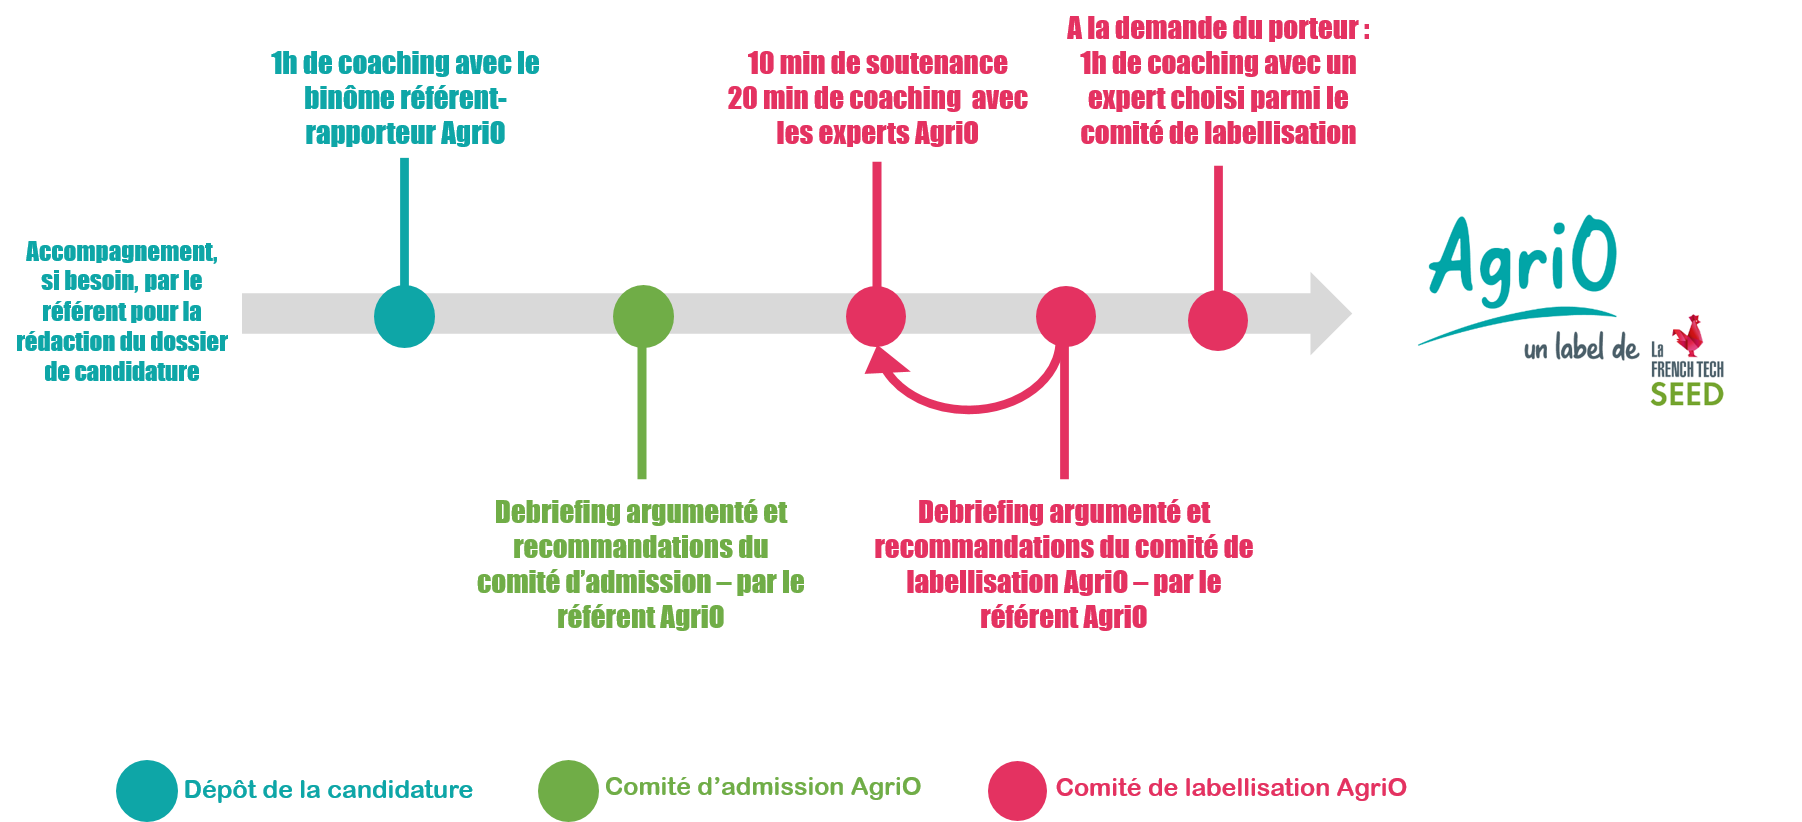 A la demande du porteur :
1h de coaching avec un
expert choisi parmi le
comité de labellisation
1h de coaching avec le
binôme référent-
rapporteur AgriO
10 min de soutenance
20 min de coaching  avec
les experts AgriO
Accompagnement,
si besoin, par le
référent pour la
rédaction du dossier
de candidature
AgriO
un label de
La
FRENCH TECH
SEED
Debriefing argumenté et
recommandations du
comité d’admission – par le
référent AgriO
Debriefing argumenté et
recommandations du comité de
labellisation AgriO – par le
référent AgriO
Dépôt de la candidature
Comité d’admission AgriO
Comité de labellisation AgriO